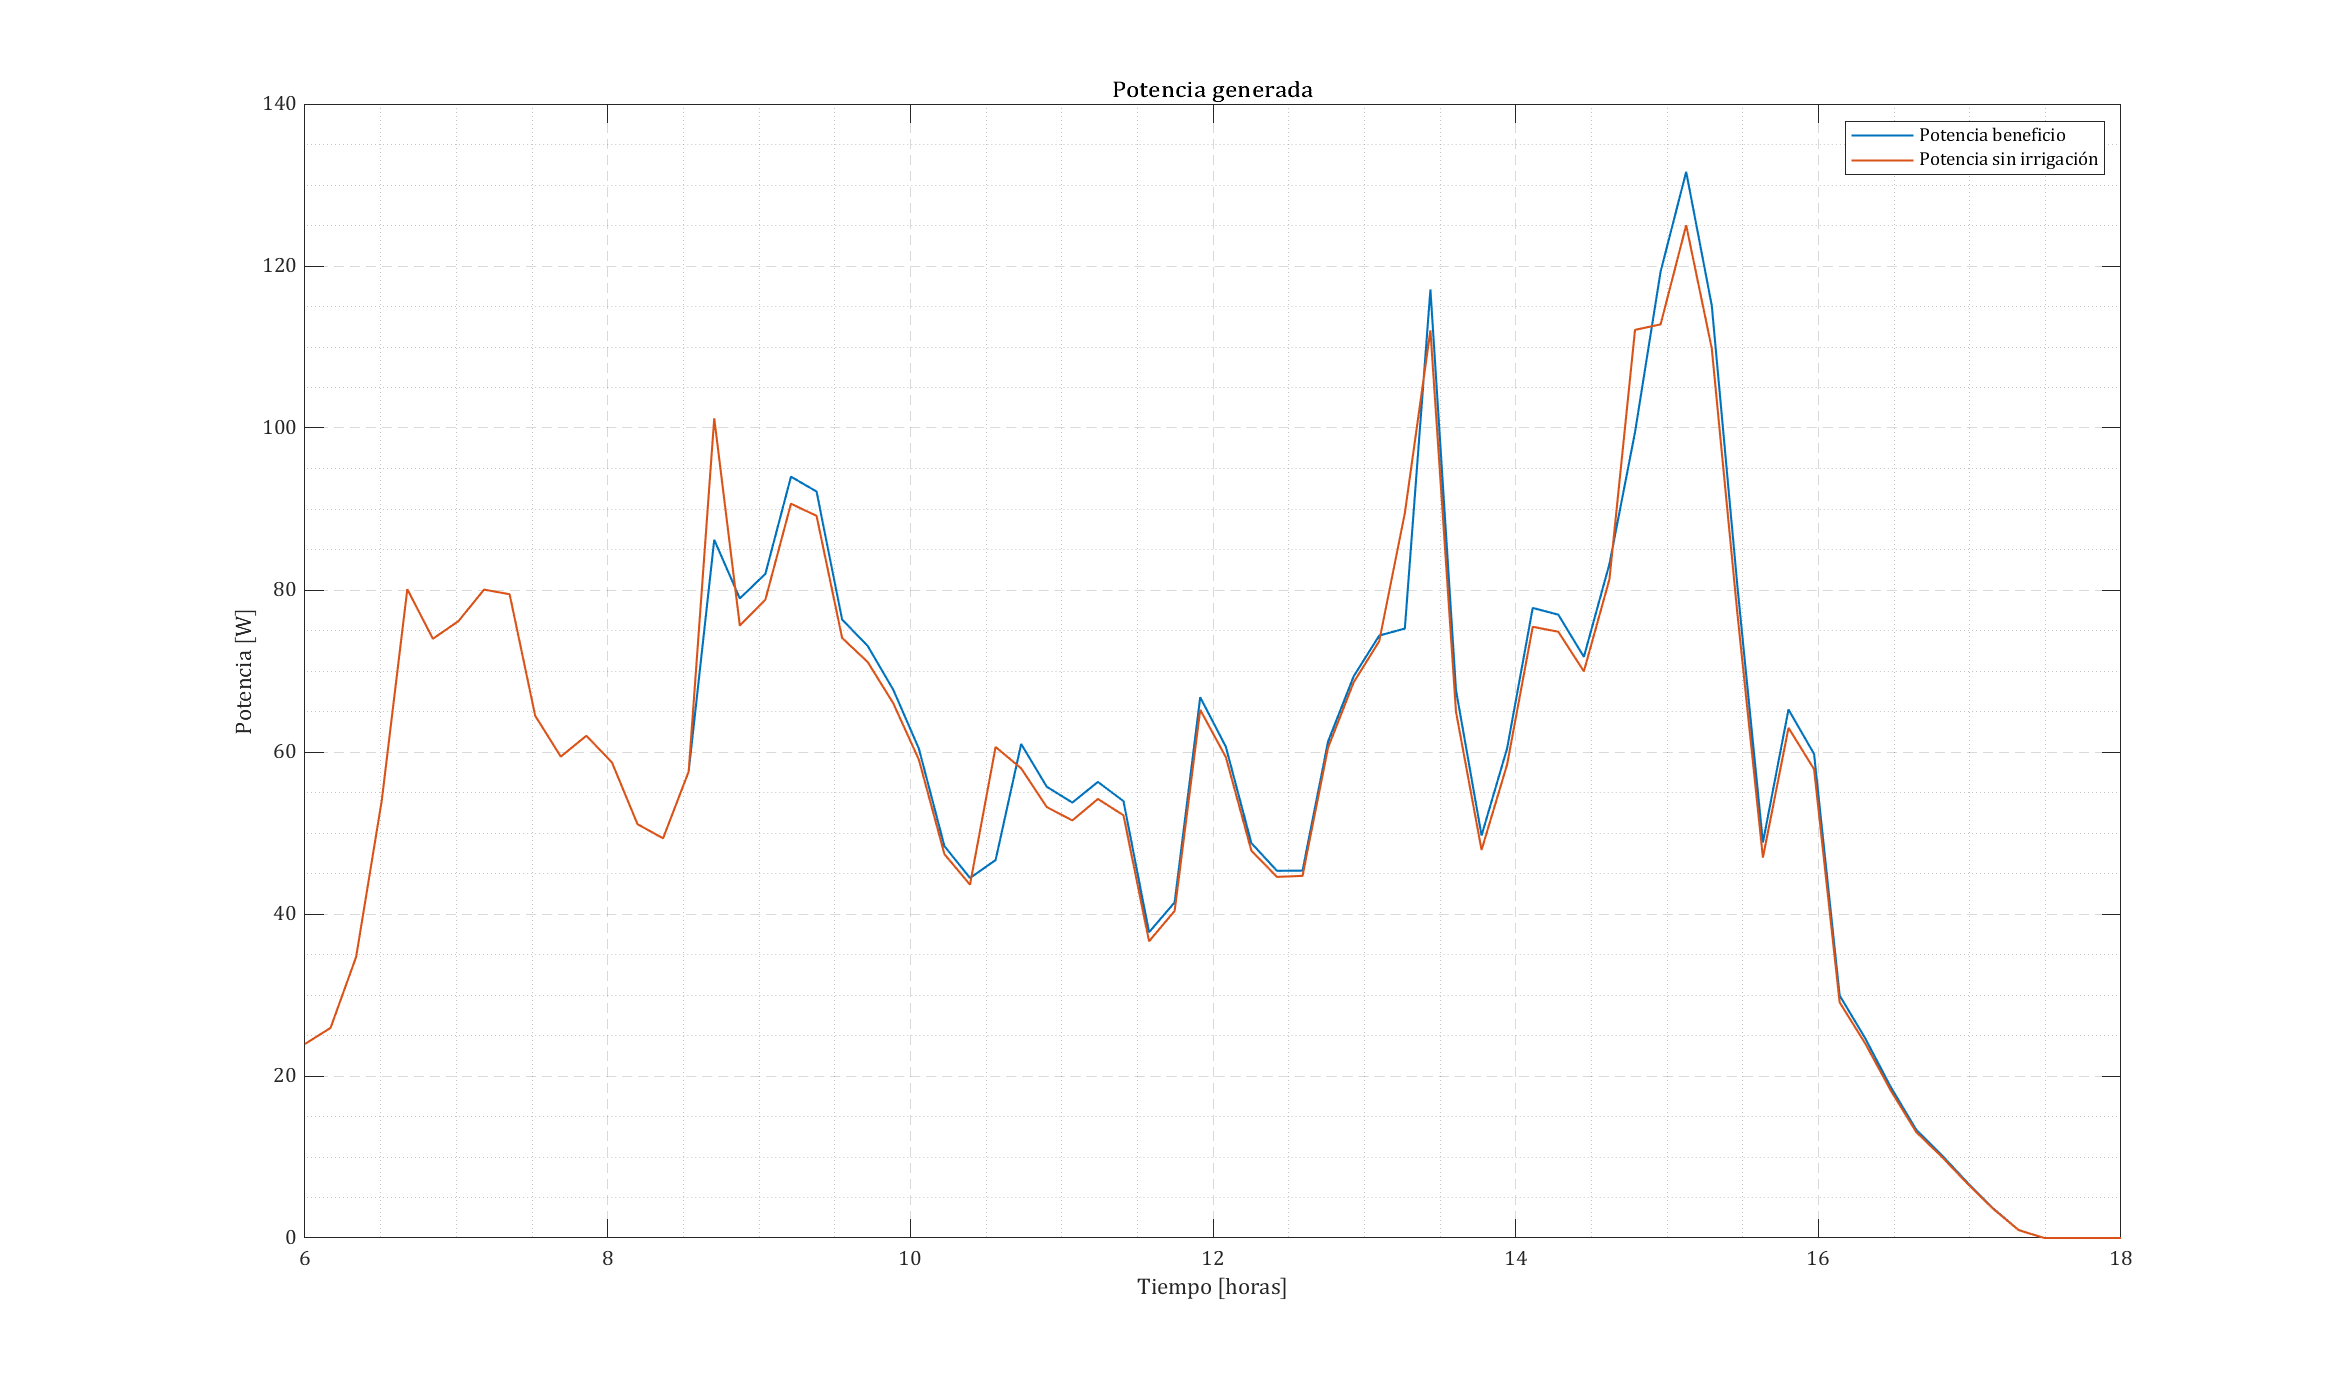 Potencia generada
140
120
100
80
60
40
20
0
Potencia [W]
Potencia beneficio
Potencia sin irrigación
6 8 10 12 14 16 18
Tiempo [horas]